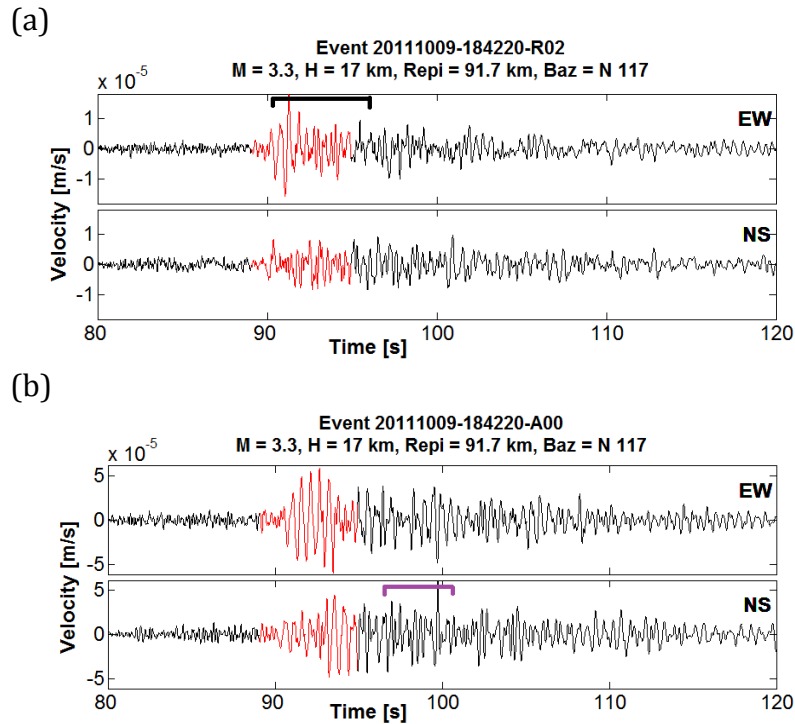 (a)
Event 20111009-184220-R02
M = 3.3, H = 17 km, Repi = 91.7 km, Baz = N 117
x 10^-5
EW
1
0
-1
NS
1
0
-1
Velocity [m/s]
80 90 100 110 120
Time [s]
(b)
Event 20111009-184220-A00
M = 3.3, H = 17 km, Repi = 91.7 km, Baz = N 117
x 10^-5
EW
5
0
-5
NS
5
0
-5
Velocity [m/s]
80 90 100 110 120
Time [s]